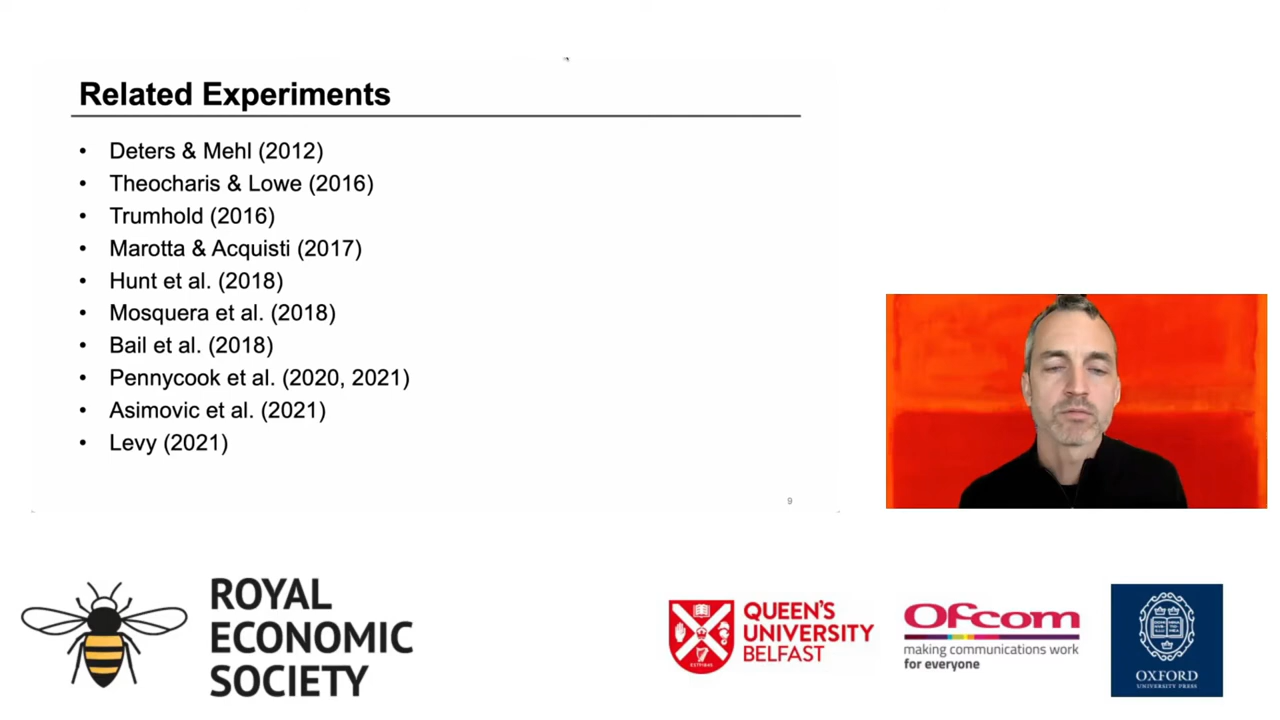 Related Experiments
• Deters & Mehl (2012)
• Theocharis & Lowe (2016)
• Trumhold (2016)
• Marotta & Acquisti (2017)
• Hunt et al. (2018)
• Mosquera et al. (2018)
• Bail et al. (2018)
• Pennycook et al. (2020, 2021)
• Asimovic et al. (2021)
• Levy (2021)
9
ROYAL
ECONOMIC
SOCIETY
QUEEN'S
UNIVERSITY
BELFAST
Ofcom
making communications work
for everyone
OXFORD
UNIVERSITY PRESS